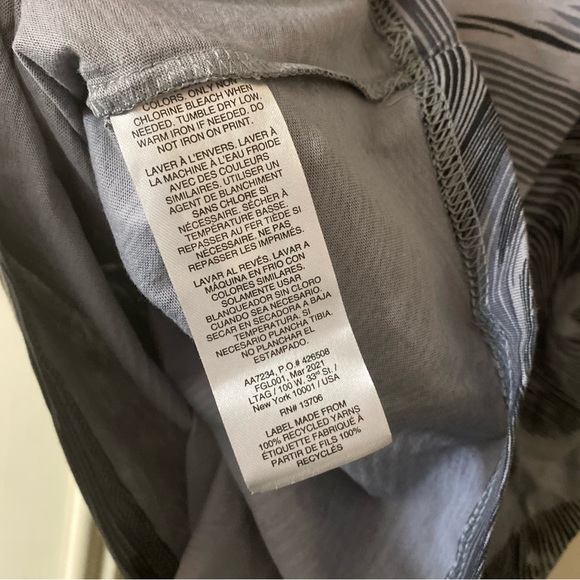 COLORS. ONLY NON
CHLORINE BLEACH WHEN
NEEDED. TUMBLE DRY LOW.
WARM IRON IF NEEDED. DO
NOT IRON ON PRINT.
LAVER À L'ENVERS. LAVER À
LA MACHINE À L'EAU FROIDE
AVEC DES COULEURS
SIMILAIRES. UTILISER UN
AGENT DE BLANCHIMENT
SANS CHLORE SI
NÉCESSAIRE. SÉCHER À
TEMPÉRATURE BASSE.
REPASSER AU FER TIÈDE SI
NÉCESSAIRE. NE PAS
REPASSER LES IMPRIMÉS.
LAVAR AL REVÉS. LAVAR A
MÁQUINA EN FRIO CON
COLORES SIMILARES.
SOLAMENTE USAR
BLANQUEADOR SIN CLORO
CUANDO SEA NECESARIO.
SECAR EN SECADORA A BAJA
TEMPERATURA. SI
NECESARIO PLANCHA TIBIA.
NO PLANCHAR EL
ESTAMPADO.
AA7234, P.O.# 426508
FGL001, Mar 2021
LTAG / 100 W. 33rd St. /
New York 10001 / USA
RN# 13706
LABEL MADE FROM
100% RECYCLED YARNS
ÉTIQUETTE FABRIQUÉ À
PARTIR DE FILS 100%
RECYCLÉS